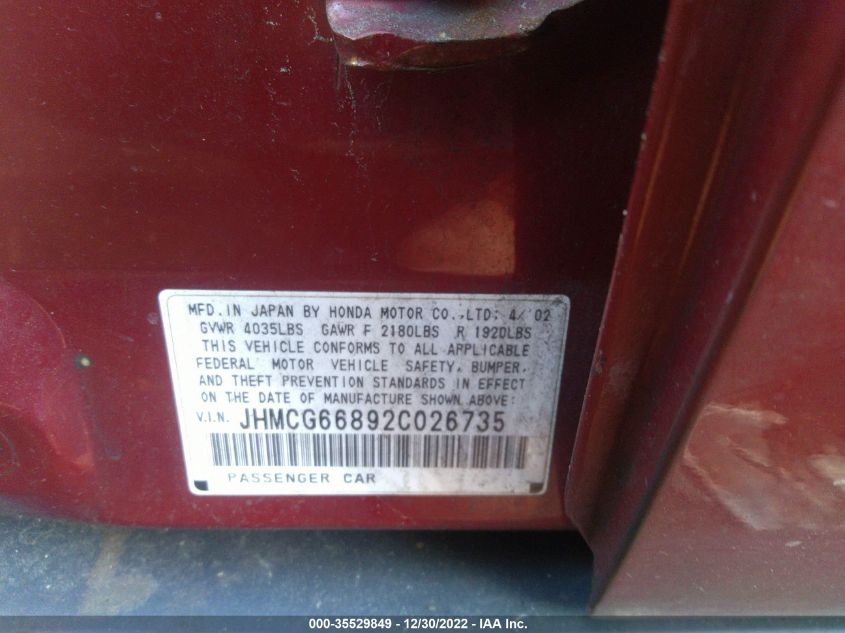 MFD. IN JAPAN BY HONDA MOTOR CO.,LTD: 4/'02
GVWR 4035LBS GAWR F 2180LBS R 1920LBS
THIS VEHICLE CONFORMS TO ALL APPLICABLE
FEDERAL MOTOR VEHICLE SAFETY, BUMPER,
AND THEFT PREVENTION STANDARDS IN EFFECT
ON THE DATE OF MANUFACTURE SHOWN ABOVE:
V.I.N. JHMCG66892C026735
PASSENGER CAR
000-35529849 - 12/30/2022 - IAA Inc.